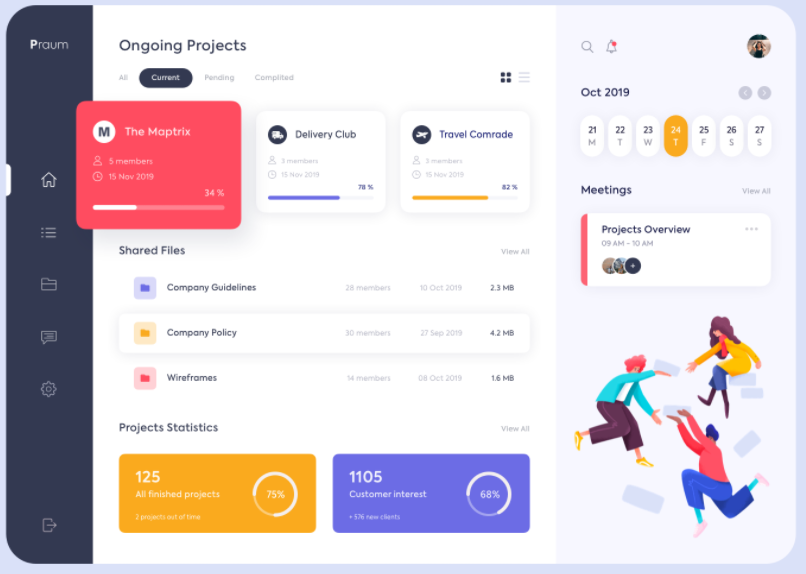 Praum
Ongoing Projects
All Current Pending Complited
M The Maptrix
5 members
15 Nov 2019
34 %
Delivery Club
3 members
15 Nov 2019
78 %
Travel Comrade
3 members
15 Nov 2019
82 %
Shared Files View All
Company Guidelines 28 members 10 Oct 2019 2.3 MB
Company Policy 30 members 27 Sep 2019 4.2 MB
Wireframes 14 members 08 Oct 2019 1.6 MB
Projects Statistics View All
125
All finished projects
2 projects out of time
75%
1105
Customer interest
+ 576 new clients
68%
Oct 2019
21 22 23 24 25 26 27
M T W T F S S
Meetings View All
Projects Overview
09 AM - 10 AM
+